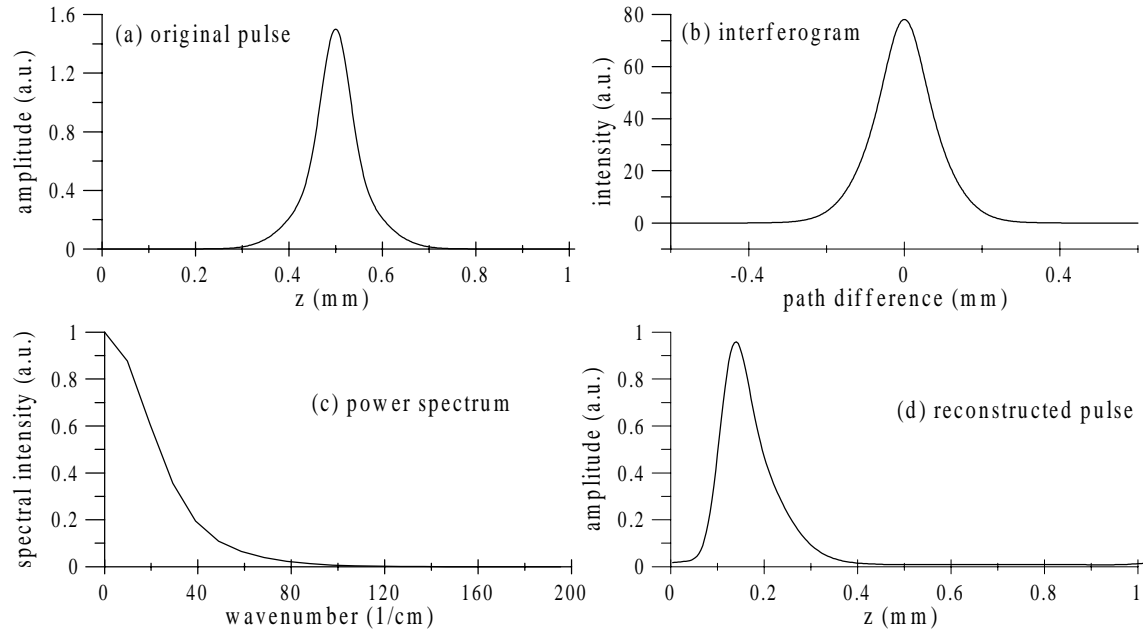 (a) original pulse
amplitude (a.u.)
1.6
1.2
0.8
0.4
0
0 0.2 0.4 0.6 0.8 1
z (mm)
(b) interferogram
intensity (a.u.)
80
60
40
20
0
-0.4 0 0.4
path difference (mm)
(c) power spectrum
spectral intensity (a.u.)
1
0.8
0.6
0.4
0.2
0
0 40 80 120 160 200
wavenumber (1/cm)
(d) reconstructed pulse
amplitude (a.u.)
1
0.8
0.6
0.4
0.2
0
0 0.2 0.4 0.6 0.8 1
z (mm)